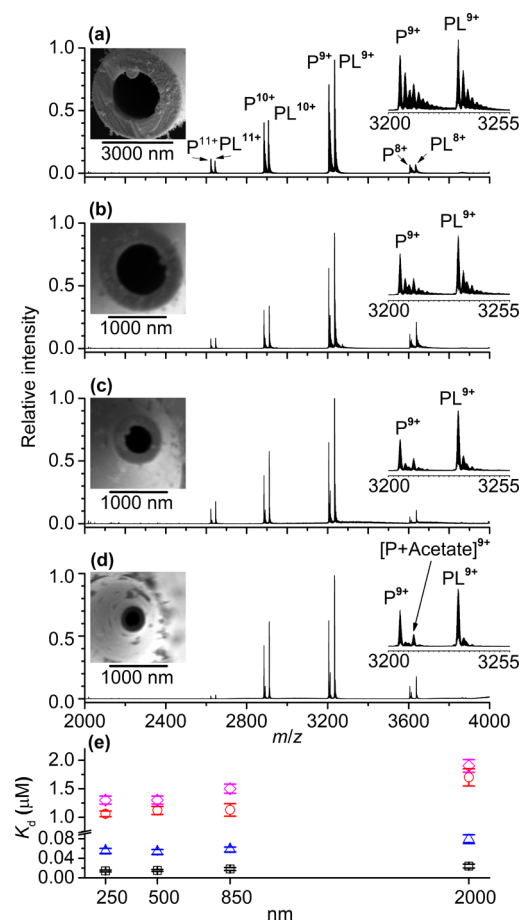 (a)
3000 nm
Relative intensity
1.0
0.5
0.0
P11+
PL11+
P10+
PL10+
P9+
PL9+
P8+
PL8+
P9+
PL9+
3200
3255
(b)
1000 nm
1.0
0.5
0.0
P9+
PL9+
3200
3255
(c)
1000 nm
1.0
0.5
0.0
P9+
PL9+
3200
3255
(d)
1000 nm
1.0
0.5
0.0
[P+Acetate]9+
P9+
PL9+
3200
3255
2000 2400 2800 3200 3600 4000
m/z
(e)
Kd (μM)
2.0
1.5
1.0
0.08
0.04
0.00
250 500 850 2000
nm